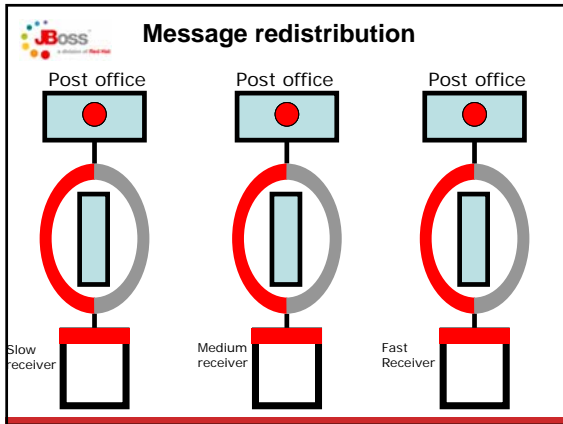 JBoss
a division of Red Hat
Message redistribution
Post office
Post office
Post office
Slow
receiver
Medium
receiver
Fast
Receiver